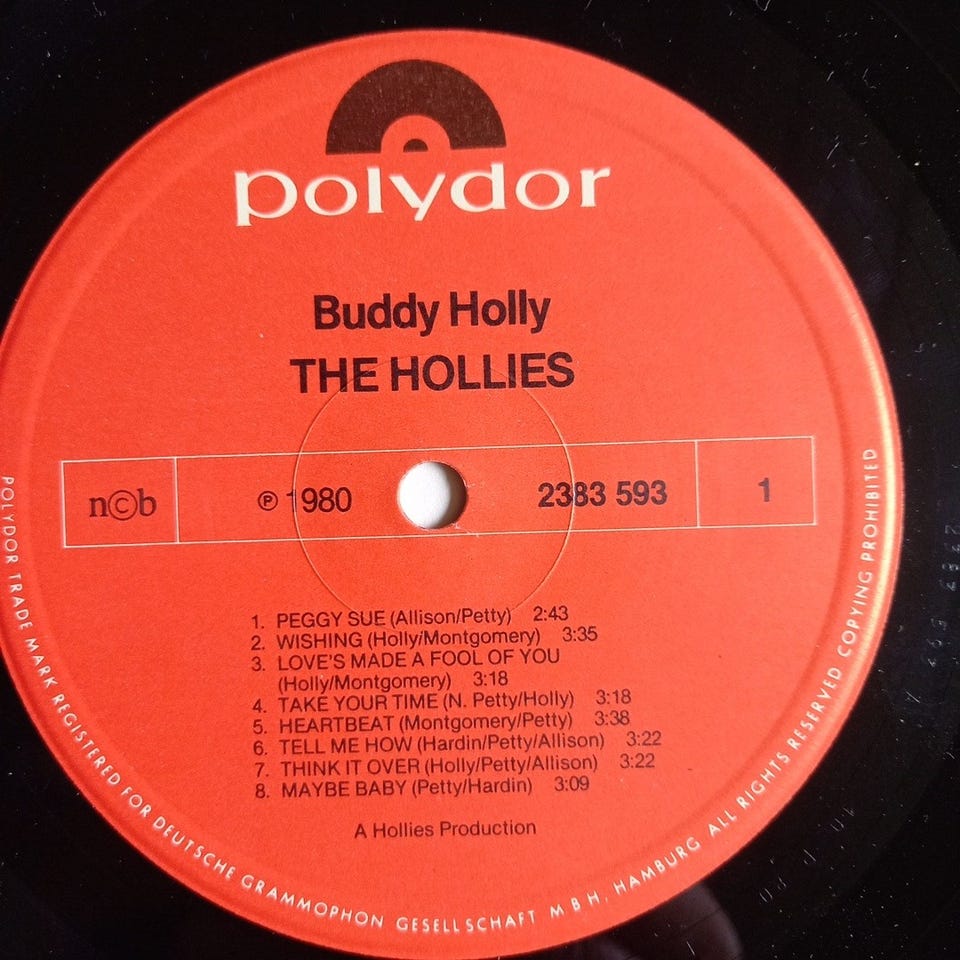 polydor
Buddy Holly
THE HOLLIES
n©b ℗ 1980 2383 593 1
1. PEGGY SUE (Allison/Petty) 2:43
2. WISHING (Holly/Montgomery) 3:35
3. LOVE'S MADE A FOOL OF YOU
(Holly/Montgomery) 3:18
4. TAKE YOUR TIME (N. Petty/Holly) 3:18
5. HEARTBEAT (Montgomery/Petty) 3:38
6. TELL ME HOW (Hardin/Petty/Allison) 3:22
7. THINK IT OVER (Holly/Petty/Allison) 3:22
8. MAYBE BABY (Petty/Hardin) 3:09
A Hollies Production
POLYDOR TRADE MARK REGISTERED FOR DEUTSCHE GRAMMOPHON GESELLSCHAFT M B H, HAMBURG ALL RIGHTS RESERVED COPYING PROHIBITED